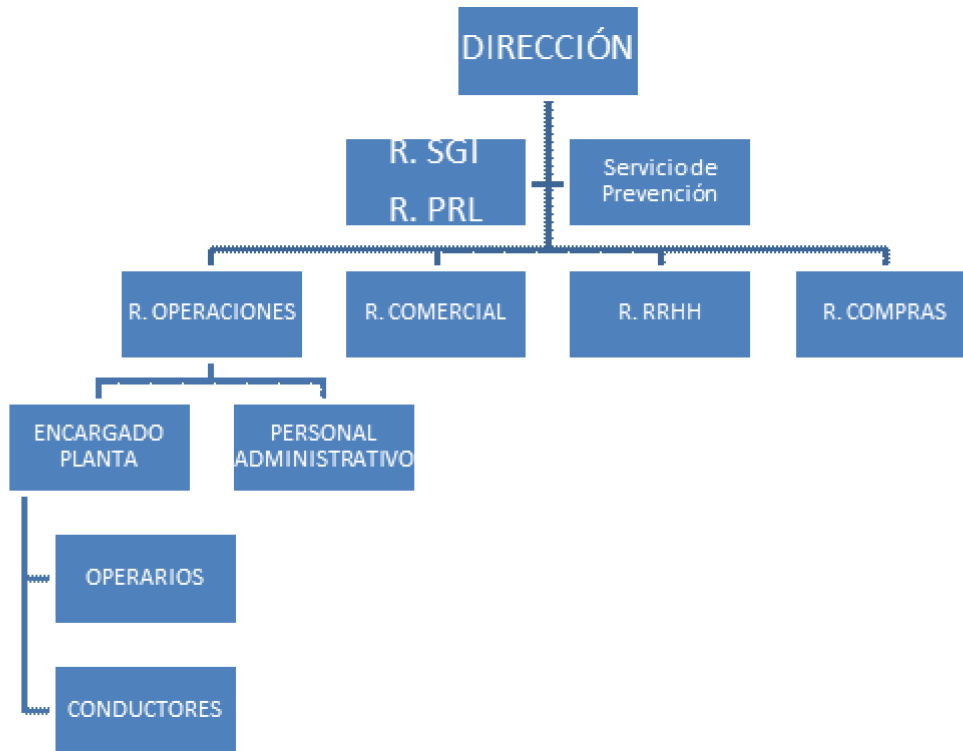 DIRECCIÓN
R. SGI
R. PRL
Servicio de
Prevención
R. OPERACIONES
R. COMERCIAL
R. RRHH
R. COMPRAS
ENCARGADO
PLANTA
PERSONAL
ADMINISTRATIVO
OPERARIOS
CONDUCTORES